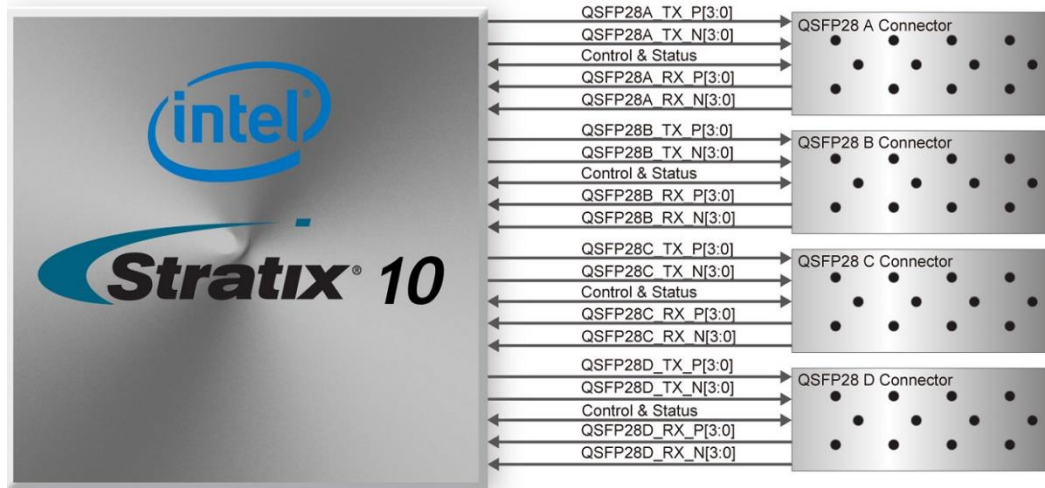 intel®
Stratix® 10
QSFP28A_TX_P[3:0]
QSFP28A_TX_N[3:0]
Control & Status
QSFP28A_RX_P[3:0]
QSFP28A_RX_N[3:0]
QSFP28 A Connector
QSFP28B_TX_P[3:0]
QSFP28B_TX_N[3:0]
Control & Status
QSFP28B_RX_P[3:0]
QSFP28B_RX_N[3:0]
QSFP28 B Connector
QSFP28C_TX_P[3:0]
QSFP28C_TX_N[3:0]
Control & Status
QSFP28C_RX_P[3:0]
QSFP28C_RX_N[3:0]
QSFP28 C Connector
QSFP28D_TX_P[3:0]
QSFP28D_TX_N[3:0]
Control & Status
QSFP28D_RX_P[3:0]
QSFP28D_RX_N[3:0]
QSFP28 D Connector